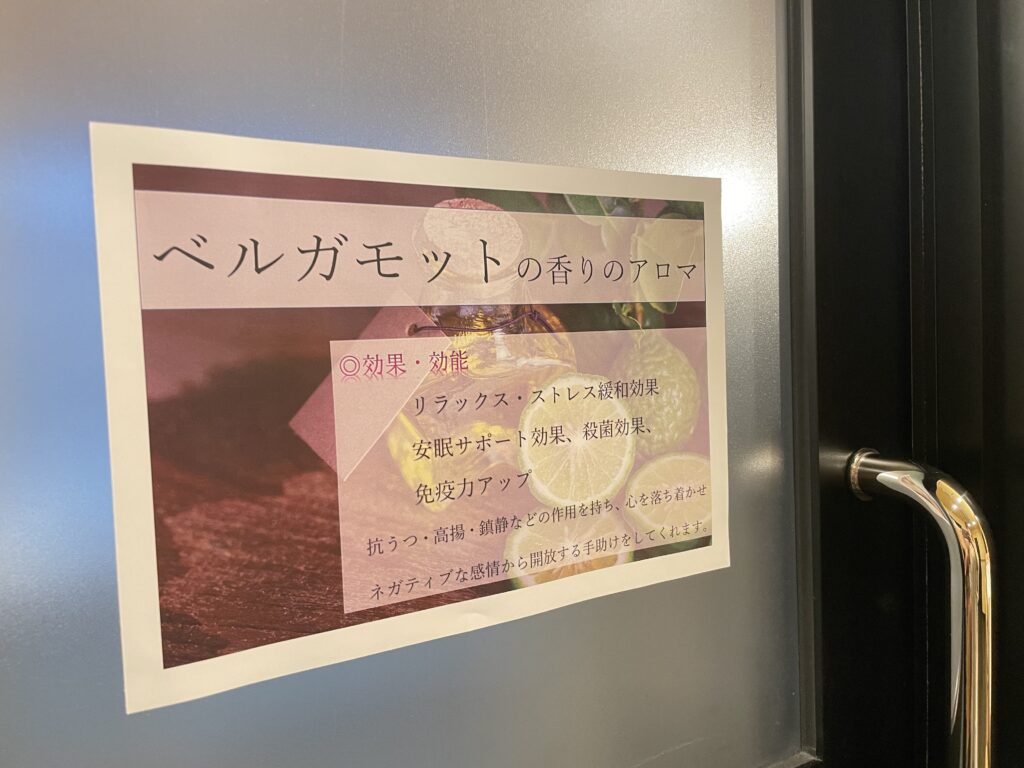 ベルガモットの香りのアロマ
◎効果・効能
リラックス・ストレス緩和効果
安眠サポート効果、殺菌効果、
免疫力アップ
抗うつ・高揚・鎮静などの作用を持ち、心を落ち着かせ
ネガティブな感情から開放する手助けをしてくれます。